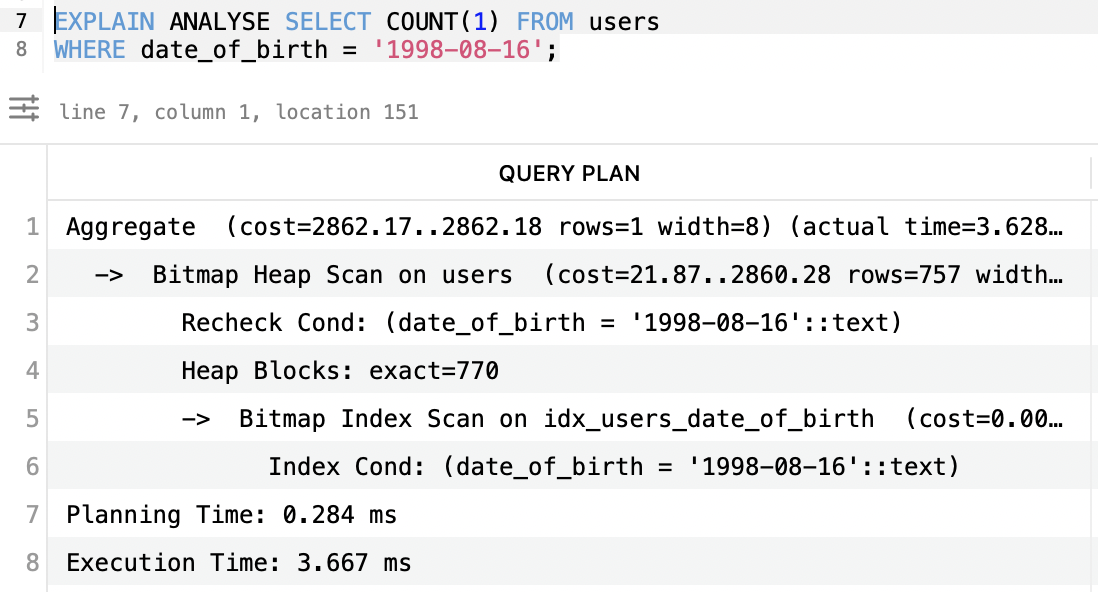 7 EXPLAIN ANALYSE SELECT COUNT(1) FROM users
8 WHERE date_of_birth = '1998-08-16';
line 7, column 1, location 151
QUERY PLAN
1 Aggregate  (cost=2862.17..2862.18 rows=1 width=8) (actual time=3.628…
2 ->  Bitmap Heap Scan on users  (cost=21.87..2860.28 rows=757 width…
3 Recheck Cond: (date_of_birth = '1998-08-16'::text)
4 Heap Blocks: exact=770
5 ->  Bitmap Index Scan on idx_users_date_of_birth  (cost=0.00…
6 Index Cond: (date_of_birth = '1998-08-16'::text)
7 Planning Time: 0.284 ms
8 Execution Time: 3.667 ms